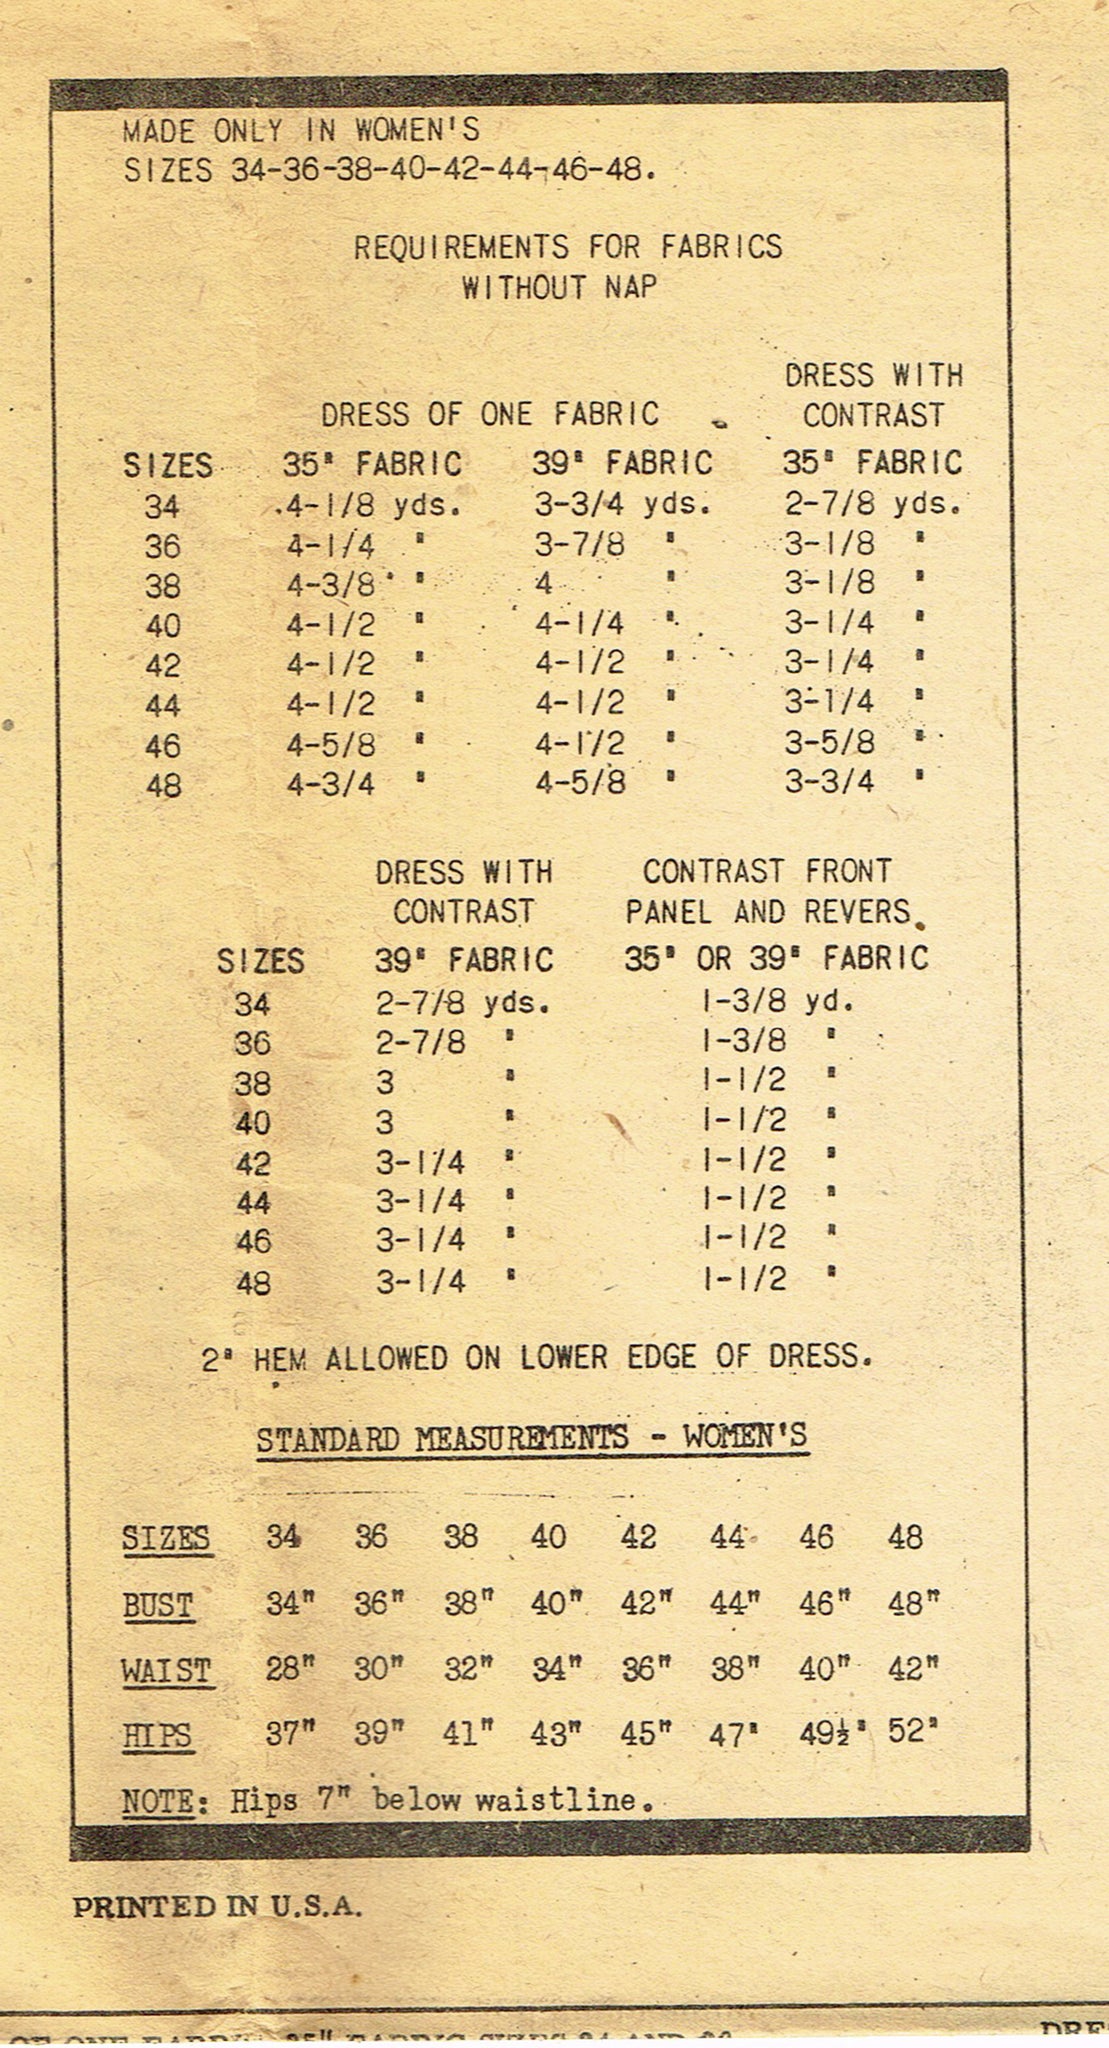 MADE ONLY IN WOMEN'S
SIZES 34-36-38-40-42-44-46-48.
REQUIREMENTS FOR FABRICS
WITHOUT NAP
DRESS WITH
DRESS OF ONE FABRIC CONTRAST
SIZES 35" FABRIC 39" FABRIC 35" FABRIC
34 4-1/8 yds. 3-3/4 yds. 2-7/8 yds.
36 4-1/4 " 3-7/8 " 3-1/8 "
38 4-3/8 " 4 " 3-1/8 "
40 4-1/2 " 4-1/4 " 3-1/4 "
42 4-1/2 " 4-1/2 " 3-1/4 "
44 4-1/2 " 4-1/2 " 3-1/4 "
46 4-5/8 " 4-1/2 " 3-5/8 "
48 4-3/4 " 4-5/8 " 3-3/4 "
DRESS WITH CONTRAST FRONT
CONTRAST PANEL AND REVERS.
SIZES 39" FABRIC 35" OR 39" FABRIC
34 2-7/8 yds. 1-3/8 yd.
36 2-7/8 " 1-3/8 "
38 3 " 1-1/2 "
40 3 " 1-1/2 "
42 3-1/4 " 1-1/2 "
44 3-1/4 " 1-1/2 "
46 3-1/4 " 1-1/2 "
48 3-1/4 " 1-1/2 "
2" HEM ALLOWED ON LOWER EDGE OF DRESS.
STANDARD MEASUREMENTS - WOMEN'S
SIZES 34 36 38 40 42 44 46 48
BUST 34" 36" 38" 40" 42" 44" 46" 48"
WAIST 28" 30" 32" 34" 36" 38" 40" 42"
HIPS 37" 39" 41" 43" 45" 47" 49½" 52"
NOTE: Hips 7" below waistline.
PRINTED IN U.S.A.
OF ONE FABRIC 35" FABRIC SIZES 34 AND